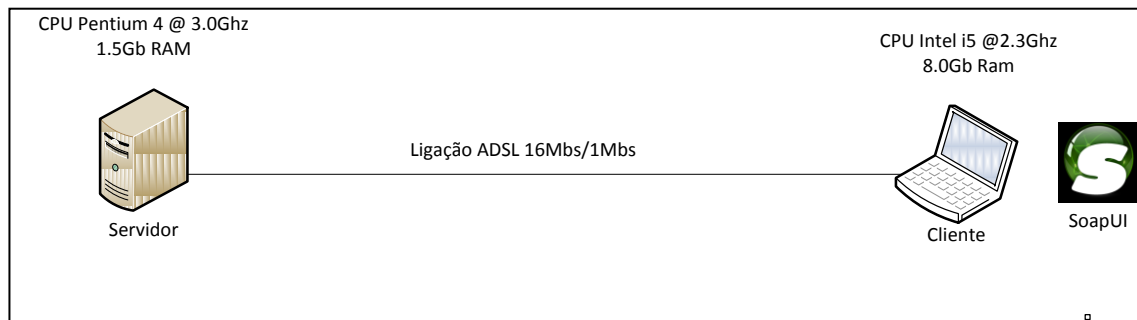 CPU Pentium 4 @ 3.0Ghz
1.5Gb RAM
CPU Intel i5 @2.3Ghz
8.0Gb Ram
Ligação ADSL 16Mbs/1Mbs
S
Servidor
Cliente
SoapUI